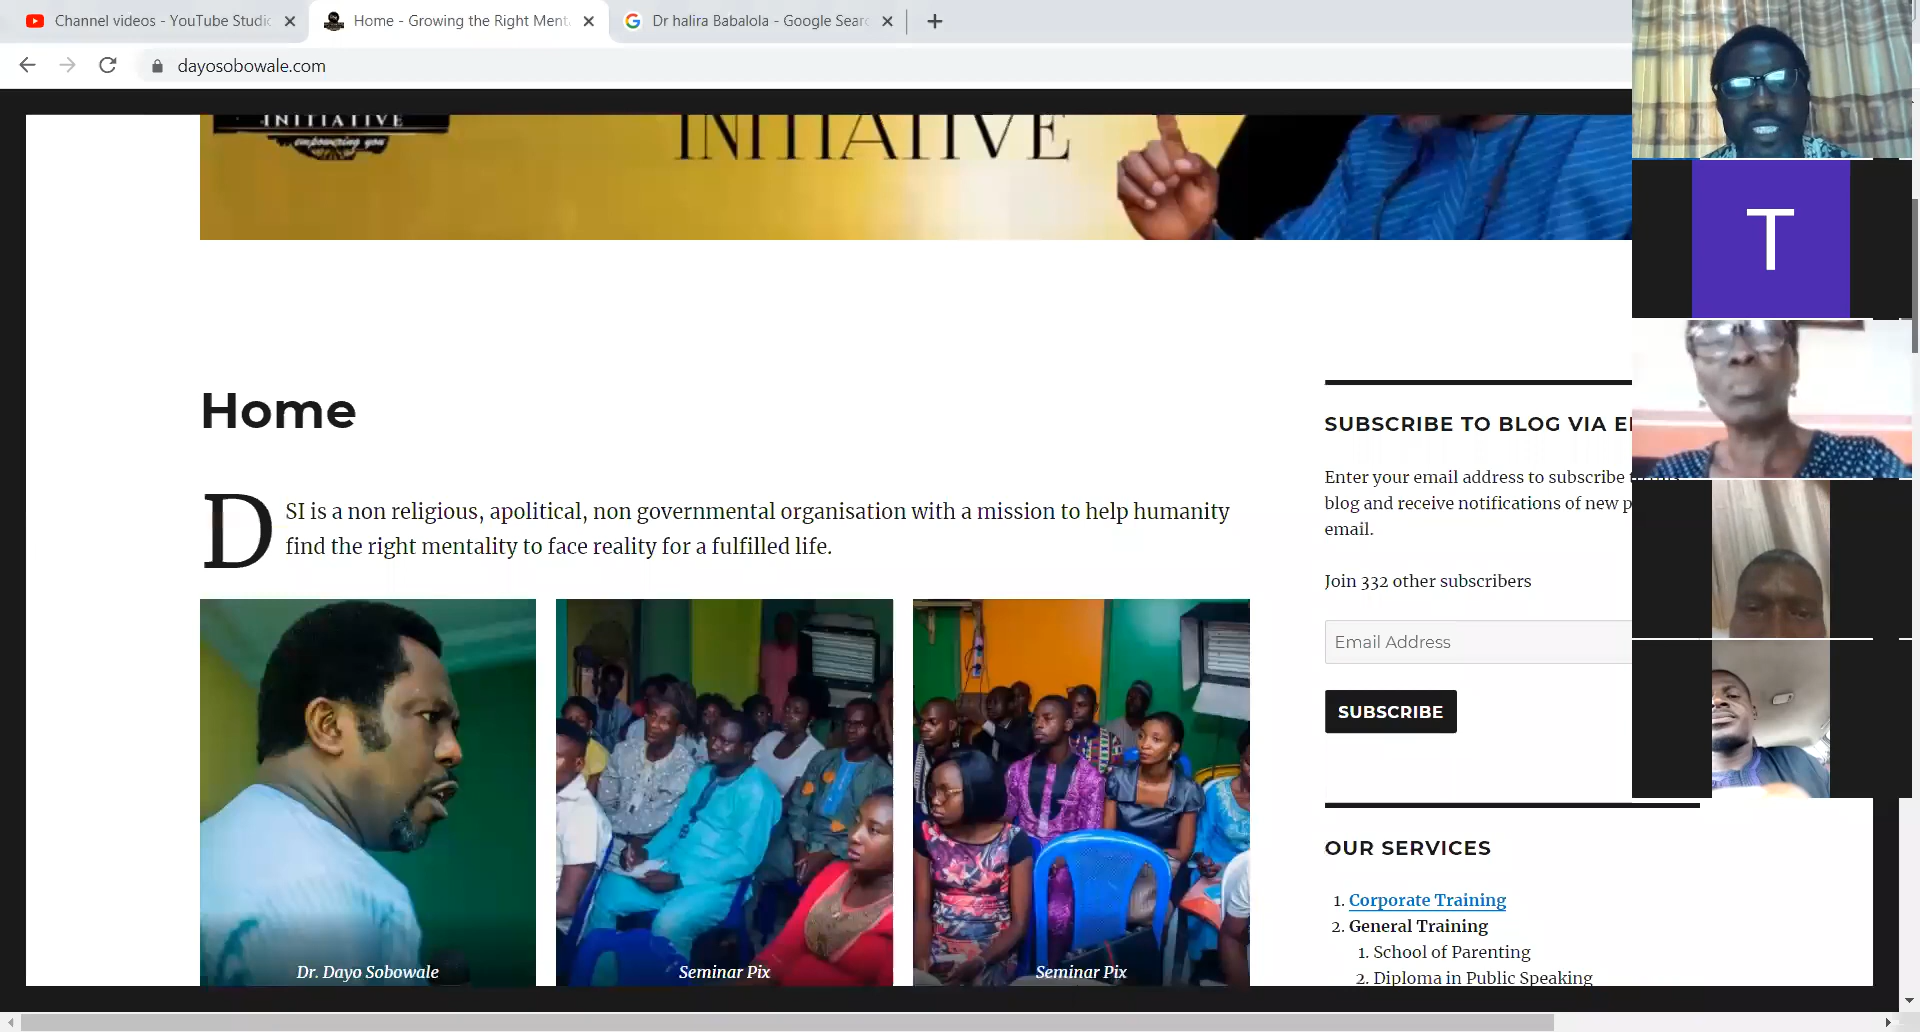 Channel videos - YouTube Studi
Home - Growing the Right Ment
Dr halira Babalola - Google Sear
dayosobowale.com
INITIATIVE
empowering you
INITIATIVE
T
Home
DSI is a non religious, apolitical, non governmental organisation with a mission to help humanity
find the right mentality to face reality for a fulfilled life.
Dr. Dayo Sobowale
Seminar Pix
Seminar Pix
SUBSCRIBE TO BLOG VIA E
Enter your email address to subscribe
blog and receive notifications of new p
email.
Join 332 other subscribers
Email Address
SUBSCRIBE
OUR SERVICES
1. Corporate Training
2. General Training
1. School of Parenting
2. Diploma in Public Speaking